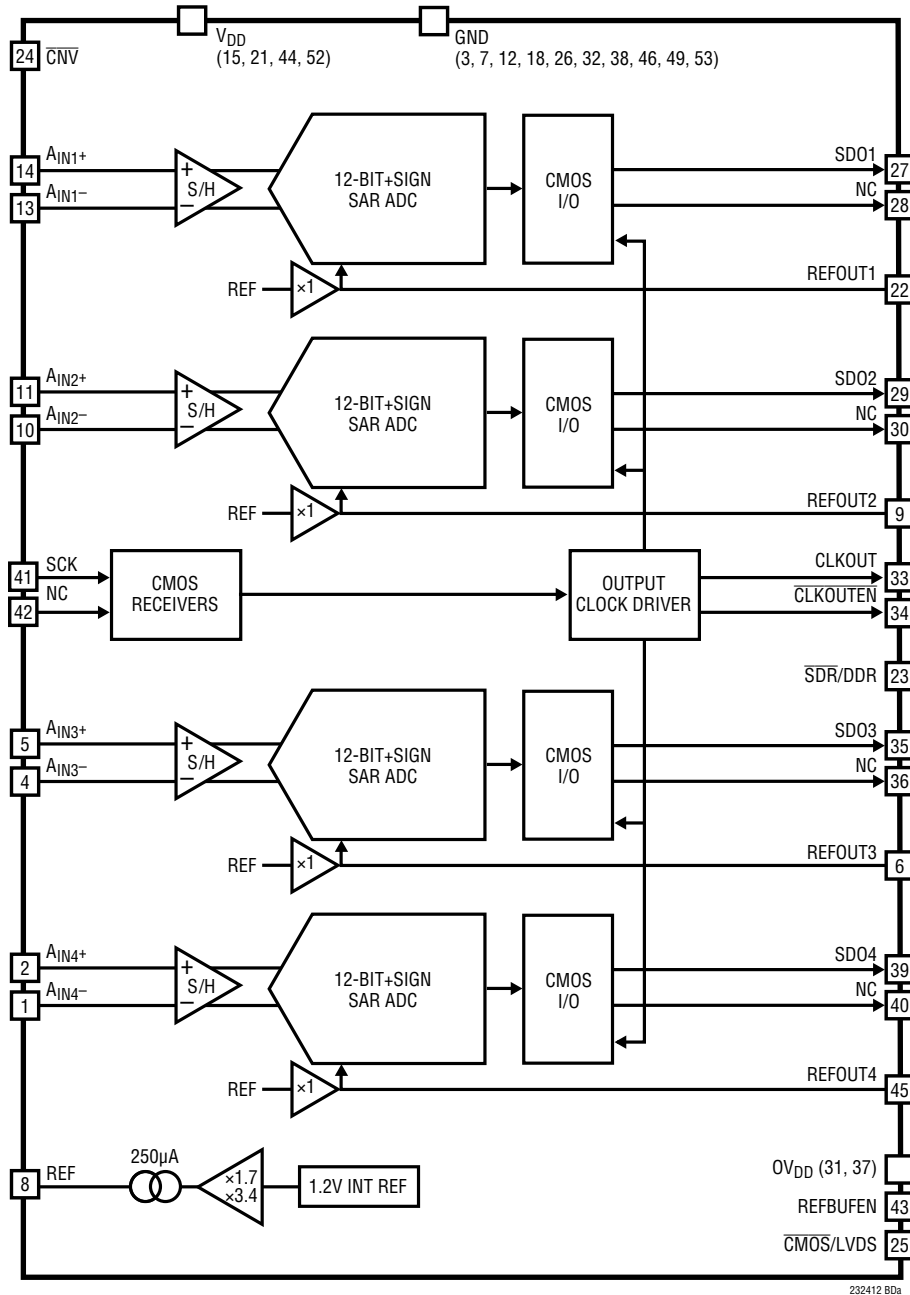 VDD
(15, 21, 44, 52)
GND
(3, 7, 12, 18, 26, 32, 38, 46, 49, 53)
24 CNV
14 AIN1+
13 AIN1–
+
S/H
–
12-BIT+SIGN
SAR ADC
CMOS
I/O
SDO1 27
NC 28
REF ×1
REFOUT1 22
11 AIN2+
10 AIN2–
+
S/H
–
12-BIT+SIGN
SAR ADC
CMOS
I/O
SDO2 29
NC 30
REF ×1
REFOUT2 9
41 SCK
42 NC
CMOS
RECEIVERS
OUTPUT
CLOCK DRIVER
CLKOUT 33
CLKOUTEN 34
SDR/DDR 23
5 AIN3+
4 AIN3–
+
S/H
–
12-BIT+SIGN
SAR ADC
CMOS
I/O
SDO3 35
NC 36
REF ×1
REFOUT3 6
2 AIN4+
1 AIN4–
+
S/H
–
12-BIT+SIGN
SAR ADC
CMOS
I/O
SDO4 39
NC 40
REF ×1
REFOUT4 45
8 REF
250µA
×1.7
×3.4
1.2V INT REF
OVDD (31, 37)
REFBUFEN 43
CMOS/LVDS 25
232412 BDa